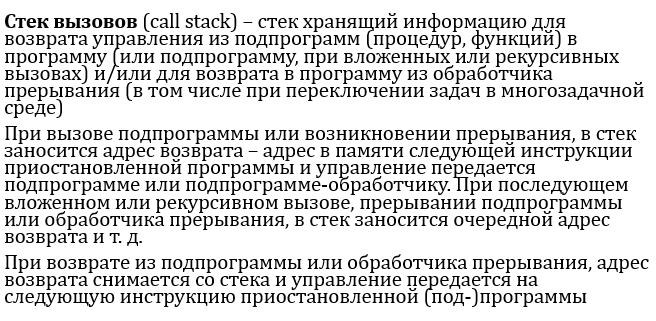 Стек вызовов (call stack) – стек хранящий информацию для
возврата управления из подпрограмм (процедур, функций) в
программу (или подпрограмму, при вложенных или рекурсивных
вызовах) и/или для возврата в программу из обработчика
прерывания (в том числе при переключении задач в многозадачной
среде)
При вызове подпрограммы или возникновении прерывания, в стек
заносится адрес возврата – адрес в памяти следующей инструкции
приостановленной программы и управление передается
подпрограмме или подпрограмме-обработчику. При последующем
вложенном или рекурсивном вызове, прерывании подпрограммы
или обработчика прерывания, в стек заносится очередной адрес
возврата и т. д.
При возврате из подпрограммы или обработчика прерывания, адрес
возврата снимается со стека и управление передается на
следующую инструкцию приостановленной (под-)программы